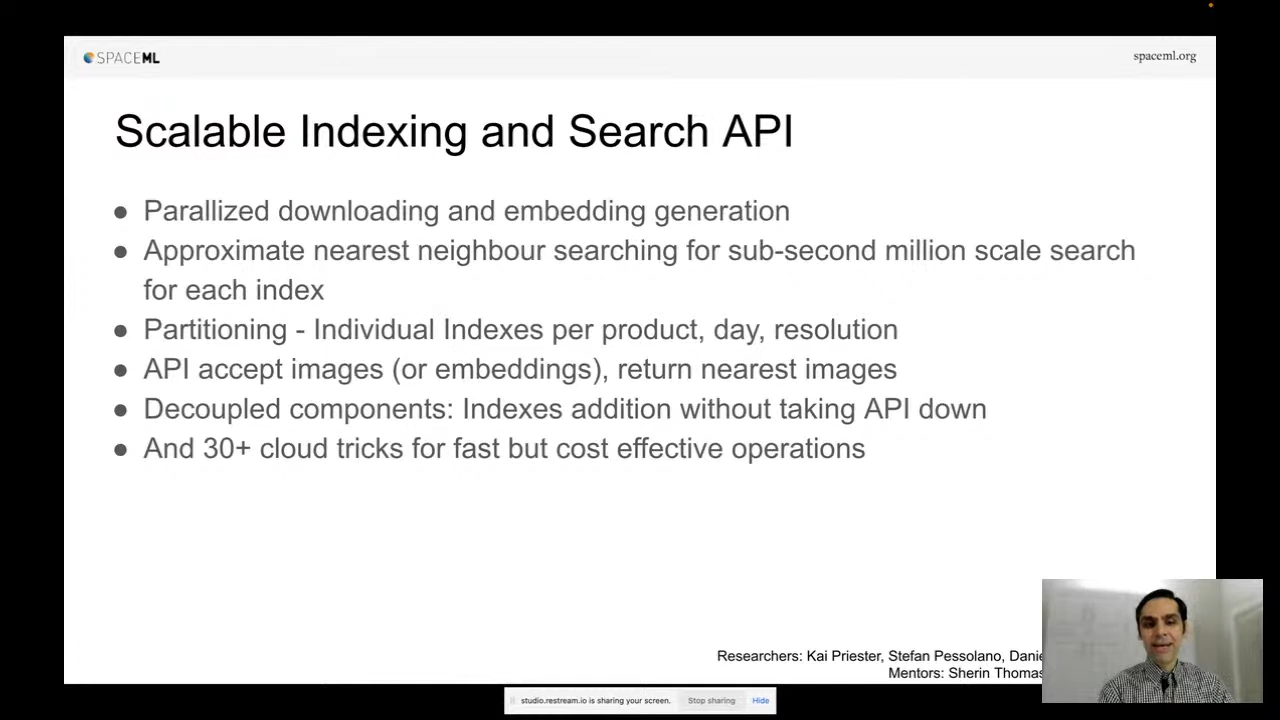 SPACEML
spaceml.org
Scalable Indexing and Search API
● Parallized downloading and embedding generation
● Approximate nearest neighbour searching for sub-second million scale search
for each index
● Partitioning - Individual Indexes per product, day, resolution
● API accept images (or embeddings), return nearest images
● Decoupled components: Indexes addition without taking API down
● And 30+ cloud tricks for fast but cost effective operations
Researchers: Kai Priester, Stefan Pessolano,
Mentors: Sherin Thomas
studio.restream.io is sharing your screen. Stop sharing Hide